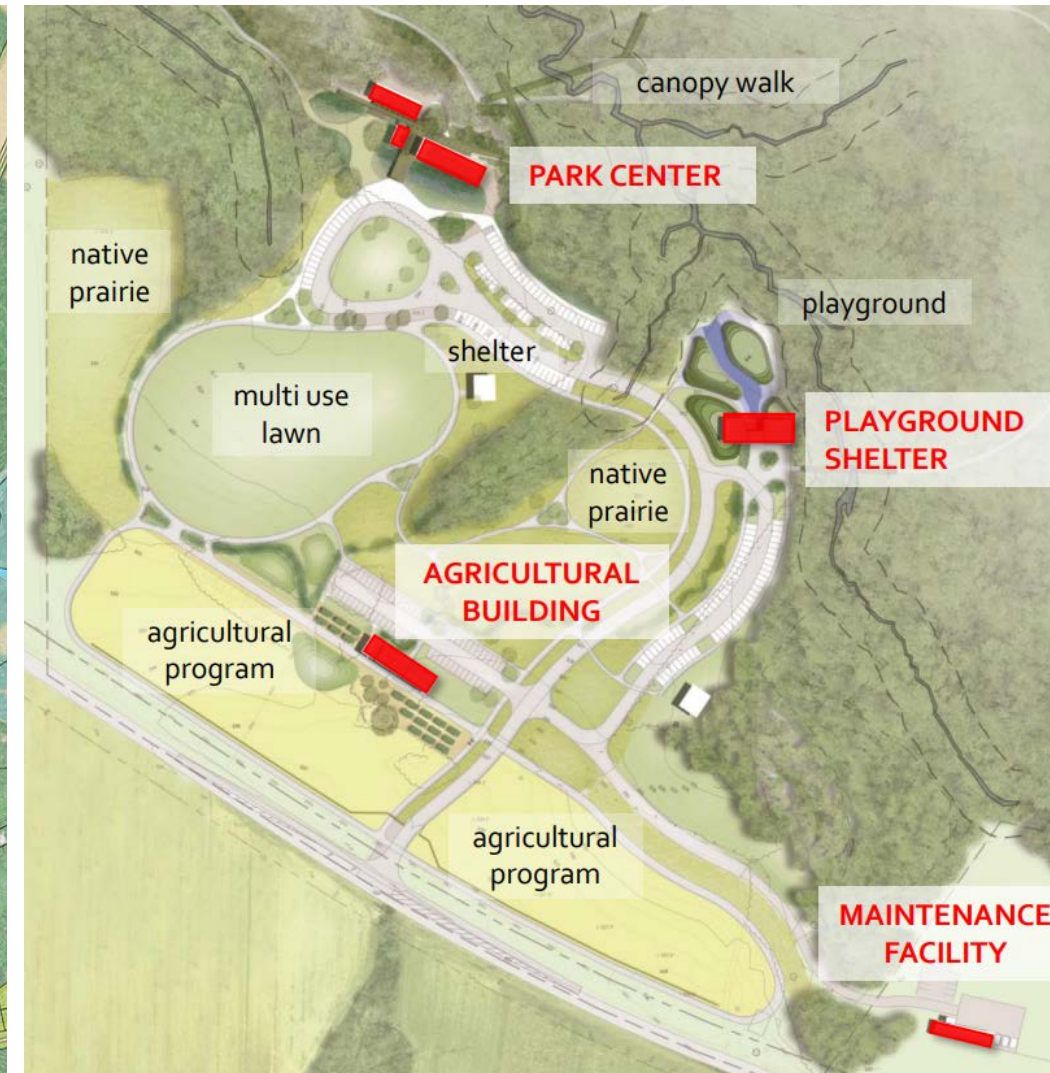 canopy walk
PARK CENTER
native
prairie
playground
shelter
multi use
lawn
PLAYGROUND
SHELTER
native
prairie
AGRICULTURAL
BUILDING
agricultural
program
agricultural
program
MAINTENANCE
FACILITY